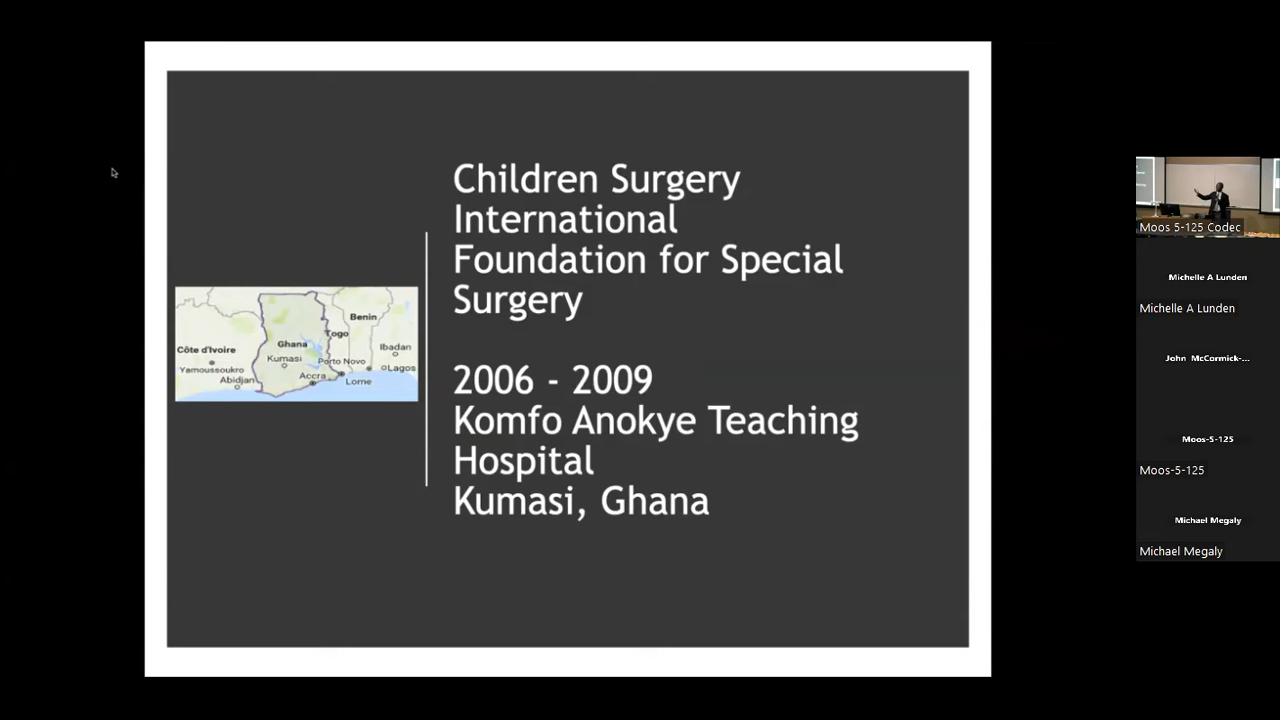 Children Surgery
International
Foundation for Special
Surgery
2006 - 2009
Komfo Anokye Teaching
Hospital
Kumasi, Ghana
Benin
Togo
Ghana
Côte d'Ivoire
Ibadan
Kumasi
Porto Novo
Yamoussoukro
Lagos
Accra
Abidjan
Lome
Moos 5-125 Codec
Michelle A Lunden
Michelle A Lunden
John McCormick-...
Moos-5-125
Moos-5-125
Michael Megaly
Michael Megaly